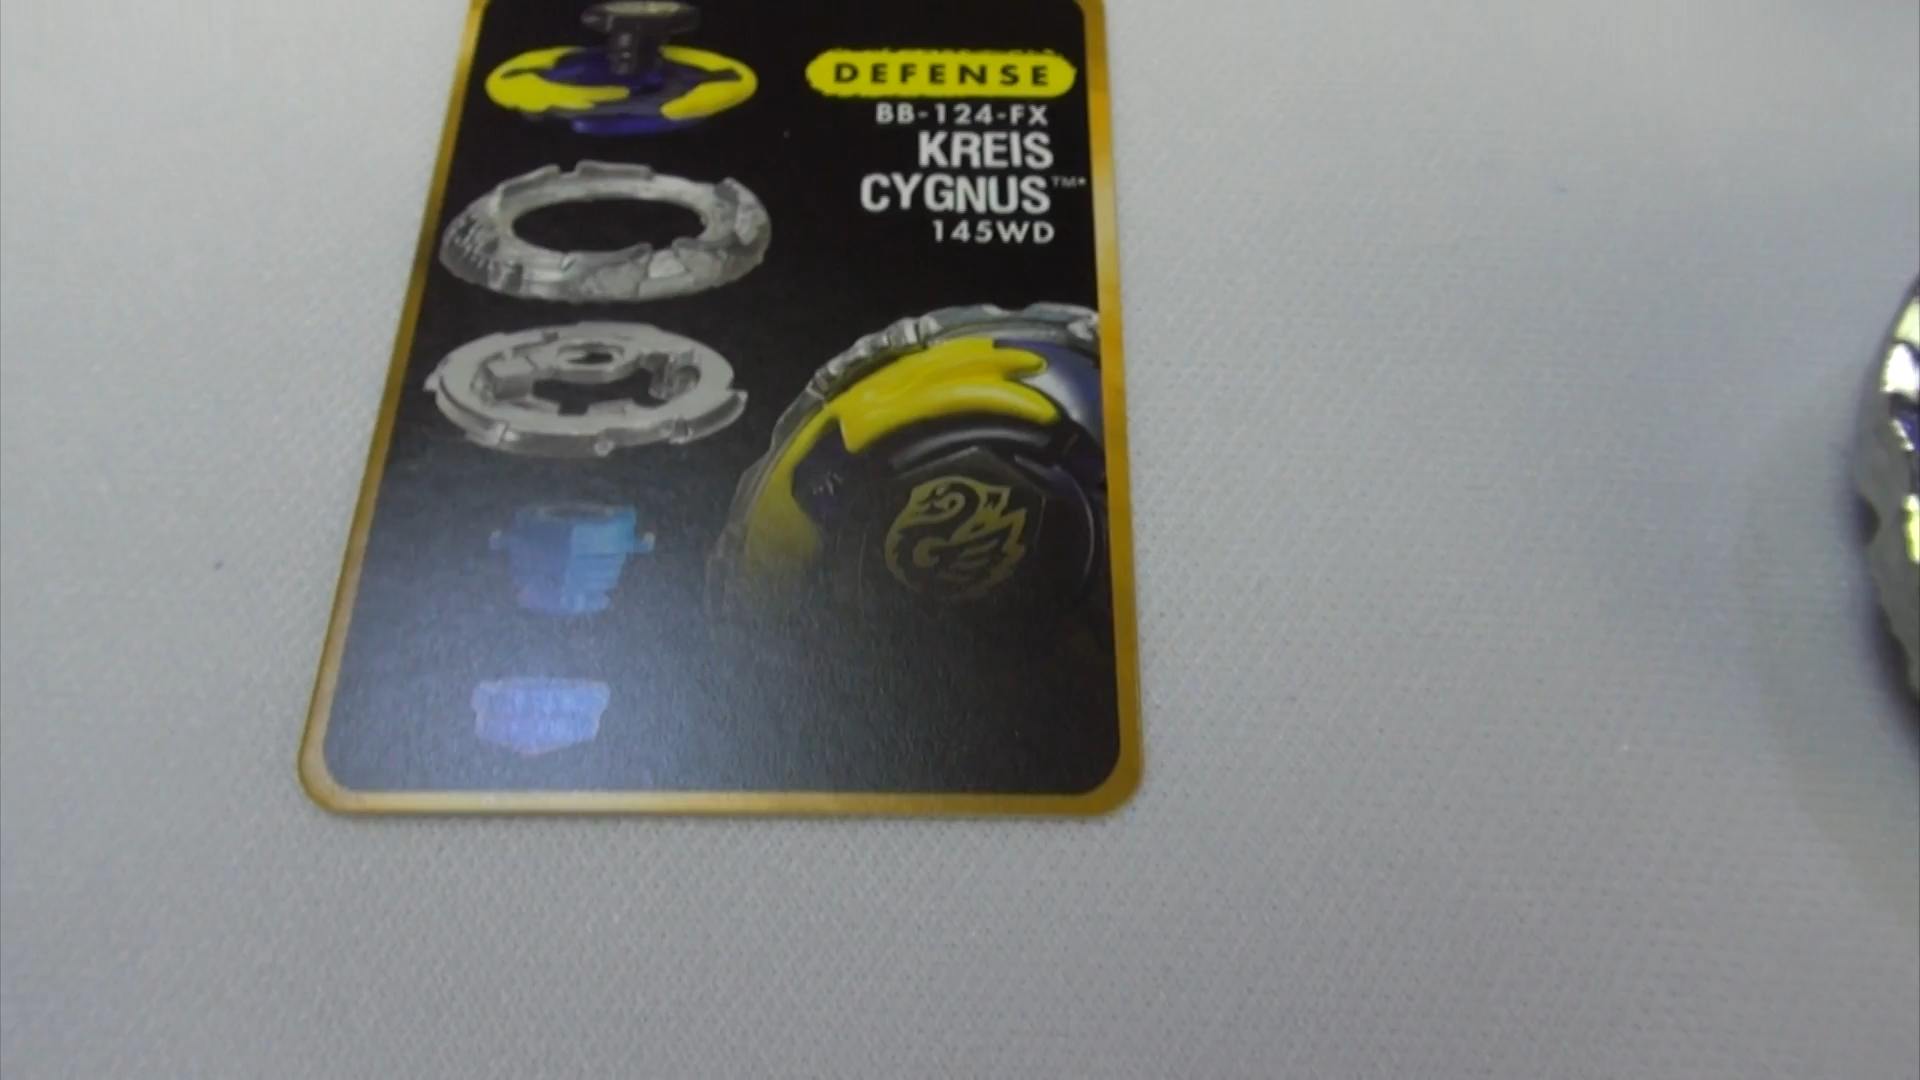 DEFENSE
BB-124-FX
KREIS
CYGNUS™*
145WD